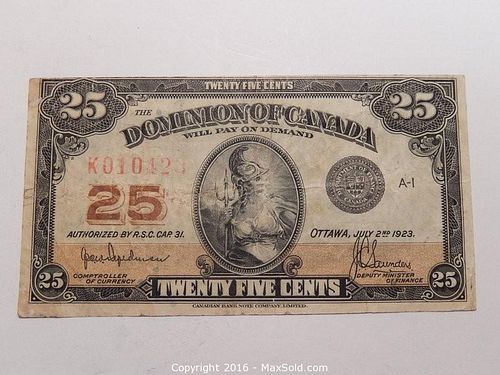 TWENTY FIVE CENTS
25 25
THE
DOMINION OF CANADA
WILL PAY ON DEMAND
K010423
25
A-1
AUTHORIZED BY R.S.C. CAP. 31.
OTTAWA, JULY 2ND 1923.
COMPTROLLER
OF CURRENCY
J.C. Saunders
DEPUTY MINISTER
OF FINANCE
25 25
TWENTY FIVE CENTS
CANADIAN BANK NOTE COMPANY, LIMITED.
Copyright 2016 - MaxSold.com